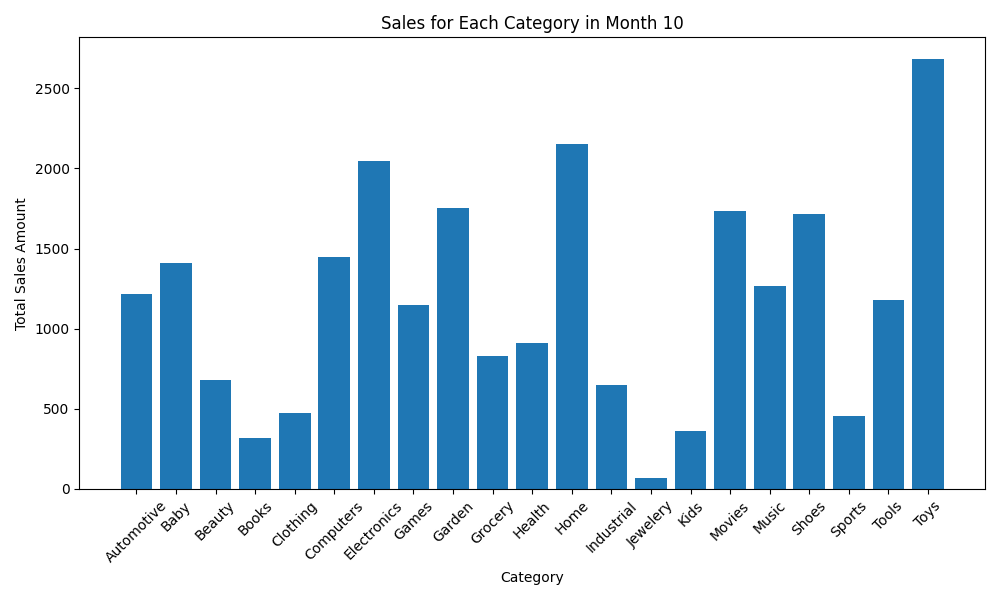 Sales for Each Category in Month 10
Total Sales Amount
2500
2000
1500
1000
500
0
Automotive
Baby
Beauty
Books
Clothing
Computers
Electronics
Games
Garden
Grocery
Health
Home
Industrial
Jewelery
Kids
Movies
Music
Shoes
Sports
Tools
Toys
Category